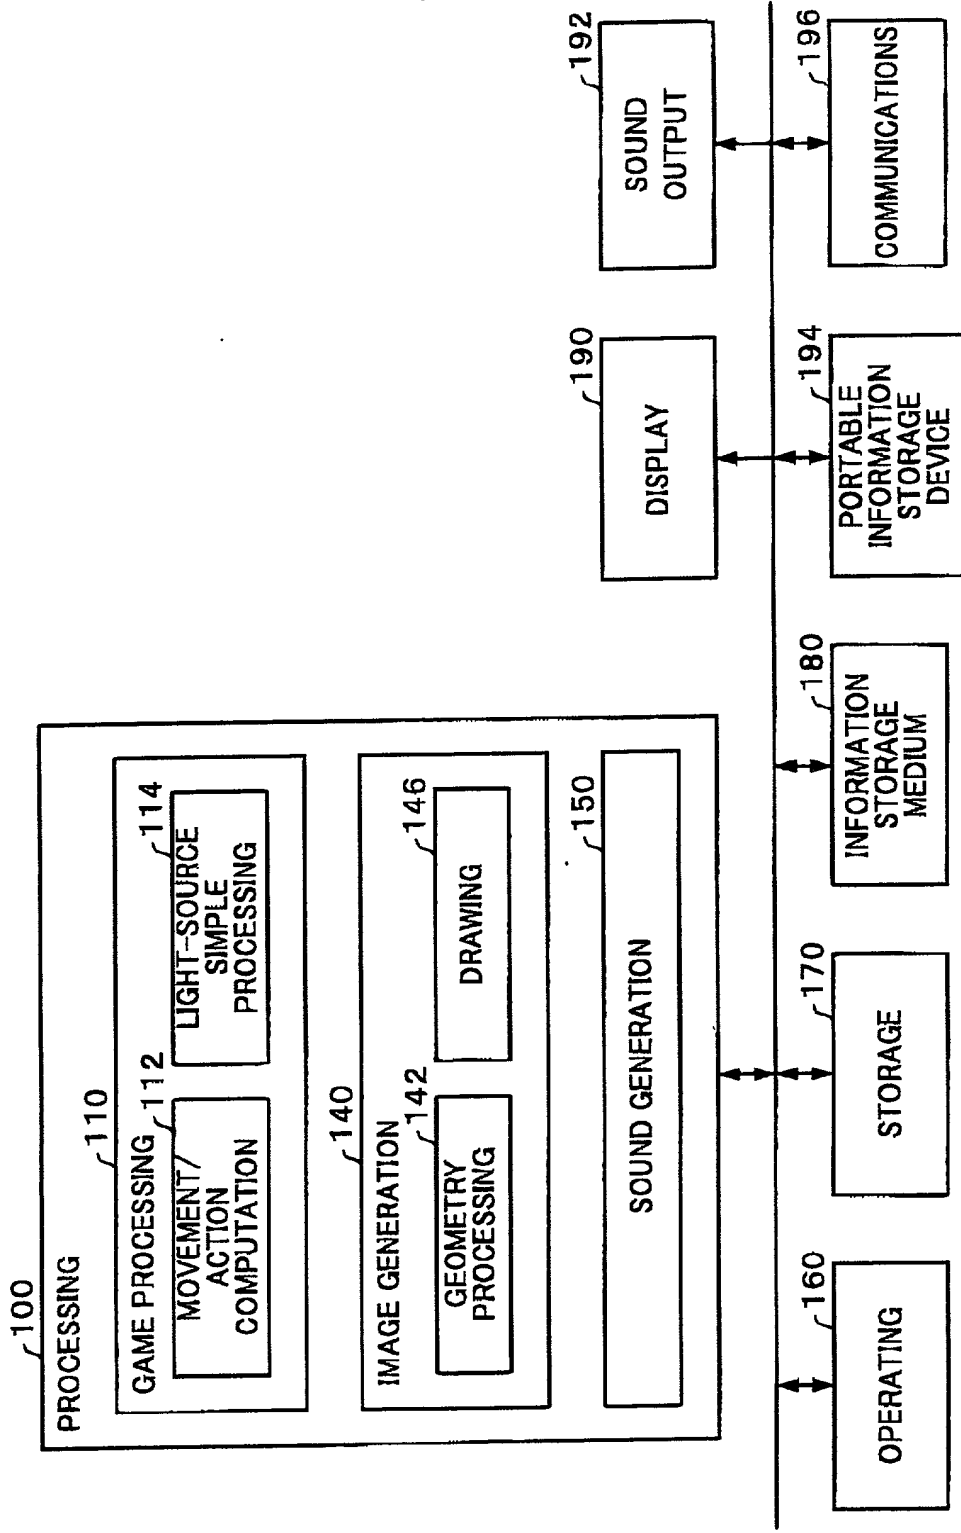 100
PROCESSING
110
GAME PROCESSING
112
MOVEMENT/
ACTION
COMPUTATION
114
LIGHT-SOURCE
SIMPLE
PROCESSING
140
IMAGE GENERATION
142
GEOMETRY
PROCESSING
146
DRAWING
150
SOUND GENERATION
190
DISPLAY
192
SOUND
OUTPUT
160
OPERATING
170
STORAGE
180
INFORMATION
STORAGE
MEDIUM
194
PORTABLE
INFORMATION
STORAGE
DEVICE
196
COMMUNICATIONS